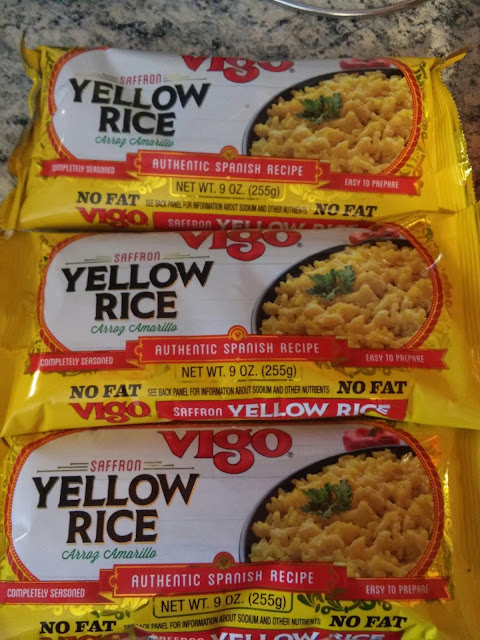 Vigo
SAFFRON
YELLOW
RICE
Arroz Amarillo
COMPLETELY SEASONED
AUTHENTIC SPANISH RECIPE
EASY TO PREPARE
NET WT. 9 OZ. (255g)
NO FAT SEE BACK PANEL FOR INFORMATION ABOUT SODIUM AND OTHER NUTRIENTS NO FAT
Vigo SAFFRON YELLOW RICE
Vigo
SAFFRON
YELLOW
RICE
Arroz Amarillo
COMPLETELY SEASONED
AUTHENTIC SPANISH RECIPE
EASY TO PREPARE
NET WT. 9 OZ. (255g)
NO FAT SEE BACK PANEL FOR INFORMATION ABOUT SODIUM AND OTHER NUTRIENTS NO FAT
Vigo SAFFRON YELLOW RICE
Vigo®
SAFFRON
YELLOW
RICE
Arroz Amarillo
COMPLETELY SEASONED
AUTHENTIC SPANISH RECIPE
EASY TO PREPARE
NET WT. 9 OZ. (255g)
NO FAT SEE BACK PANEL FOR INFORMATION ABOUT SODIUM AND OTHER NUTRIENTS NO FAT
Vigo SAFFRON YELLOW RICE